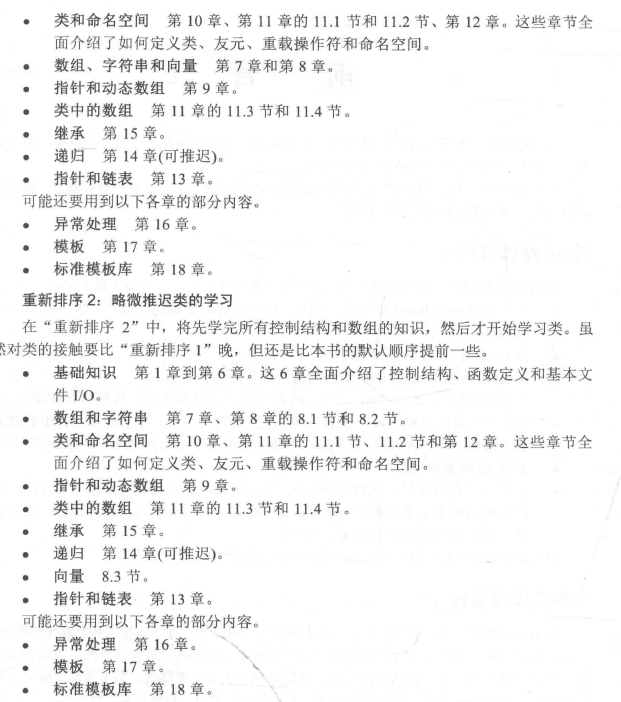 • 类和命名空间 第 10 章、第 11 章的 11.1 节和 11.2 节、第 12 章。这些章节全
面介绍了如何定义类、友元、重载操作符和命名空间。
• 数组、字符串和向量 第 7 章和第 8 章。
• 指针和动态数组 第 9 章。
• 类中的数组 第 11 章的 11.3 节和 11.4 节。
• 继承 第 15 章。
• 递归 第 14 章(可推迟)。
• 指针和链表 第 13 章。
可能还要用到以下各章的部分内容。
• 异常处理 第 16 章。
• 模板 第 17 章。
• 标准模板库 第 18 章。
重新排序 2：略微推迟类的学习
在“重新排序 2”中，将先学完所有控制结构和数组的知识，然后才开始学习类。虽
然对类的接触要比“重新排序 1”晚，但还是比本书的默认顺序提前一些。
• 基础知识 第 1 章到第 6 章。这 6 章全面介绍了控制结构、函数定义和基本文
件 I/O。
• 数组和字符串 第 7 章、第 8 章的 8.1 节和 8.2 节。
• 类和命名空间 第 10 章、第 11 章的 11.1 节、11.2 节和第 12 章。这些章节全
面介绍了如何定义类、友元、重载操作符和命名空间。
• 指针和动态数组 第 9 章。
• 类中的数组 第 11 章的 11.3 节和 11.4 节。
• 继承 第 15 章。
• 递归 第 14 章(可推迟)。
• 向量 8.3 节。
• 指针和链表 第 13 章。
可能还要用到以下各章的部分内容。
• 异常处理 第 16 章。
• 模板 第 17 章。
• 标准模板库 第 18 章。